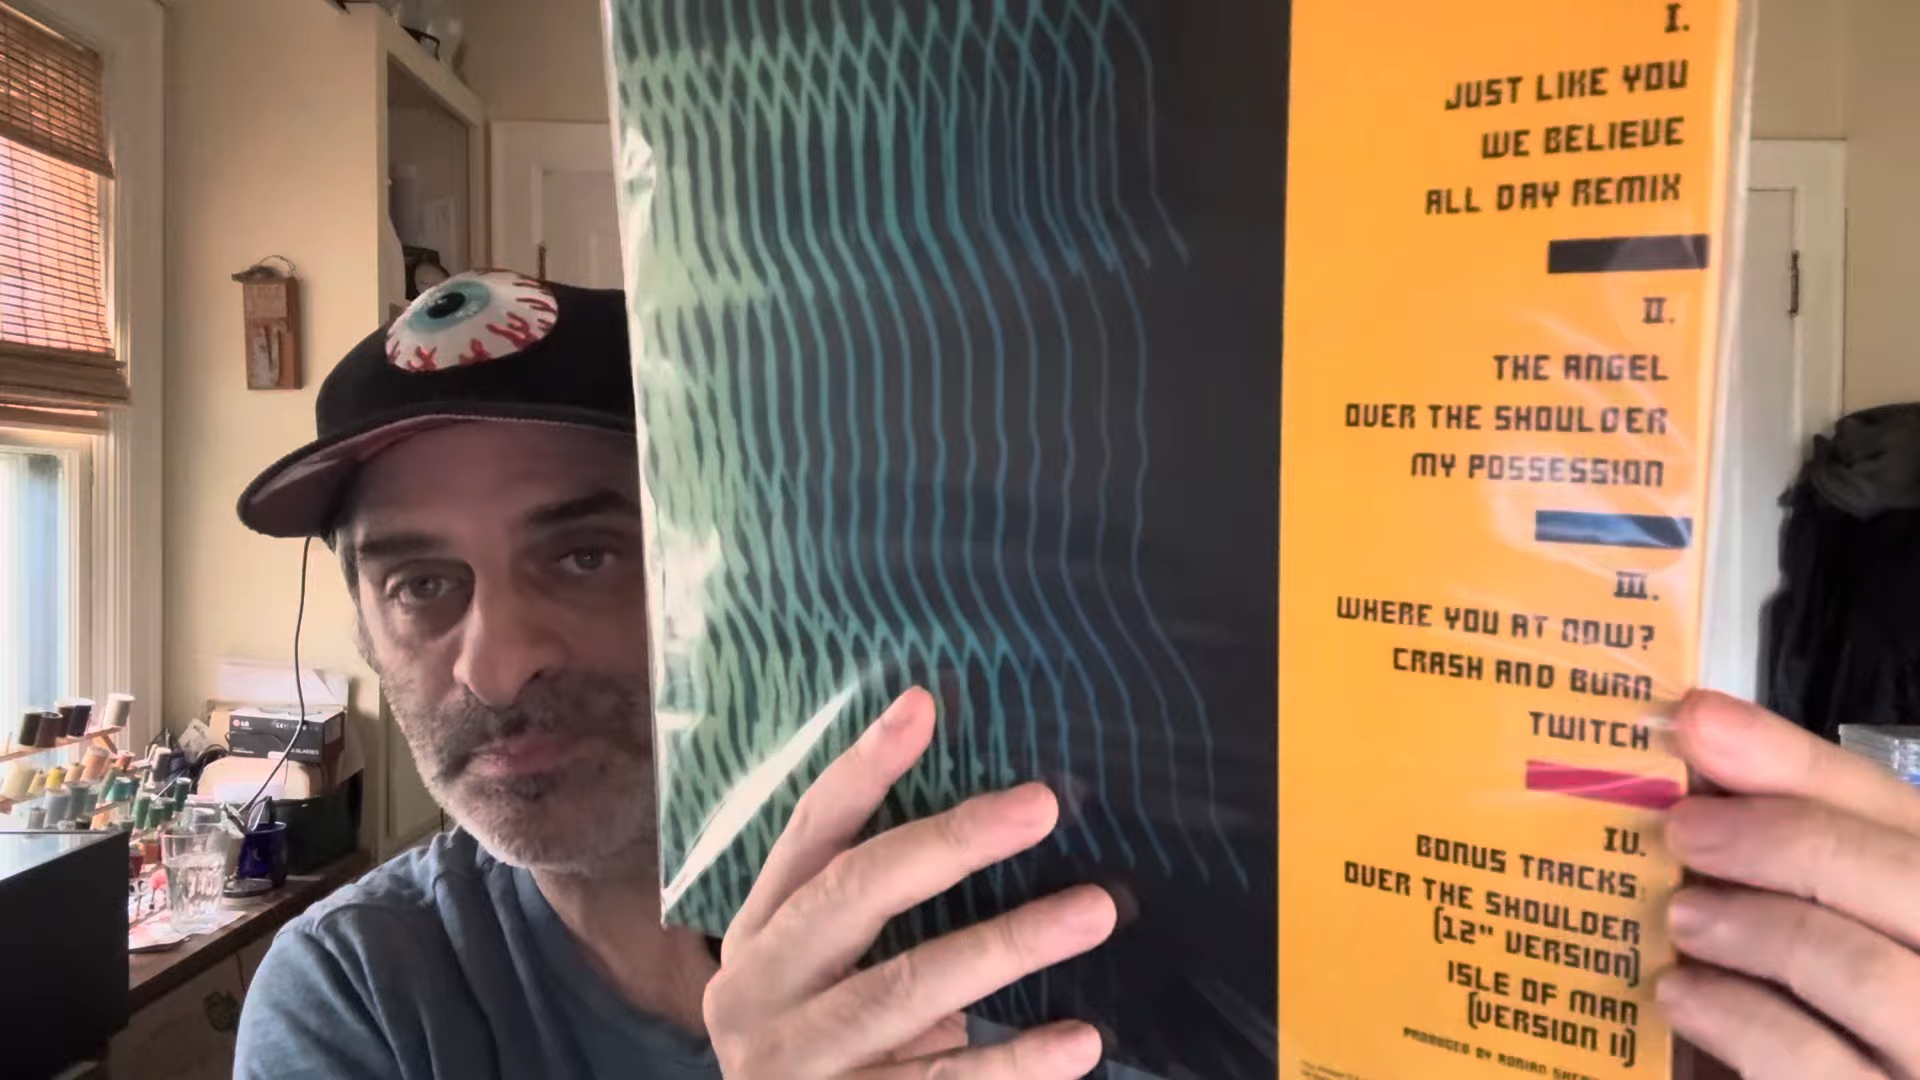 I.
JUST LIKE YOU
WE BELIEVE
ALL DAY REMIX
II.
THE ANGEL
OVER THE SHOULDER
MY POSSESSION
III.
WHERE YOU AT NOW?
CRASH AND BURN
TWITCH
IV.
BONUS TRACKS:
OVER THE SHOULDER
(12" VERSION)
ISLE OF MAN
(VERSION II)
PRODUCED BY